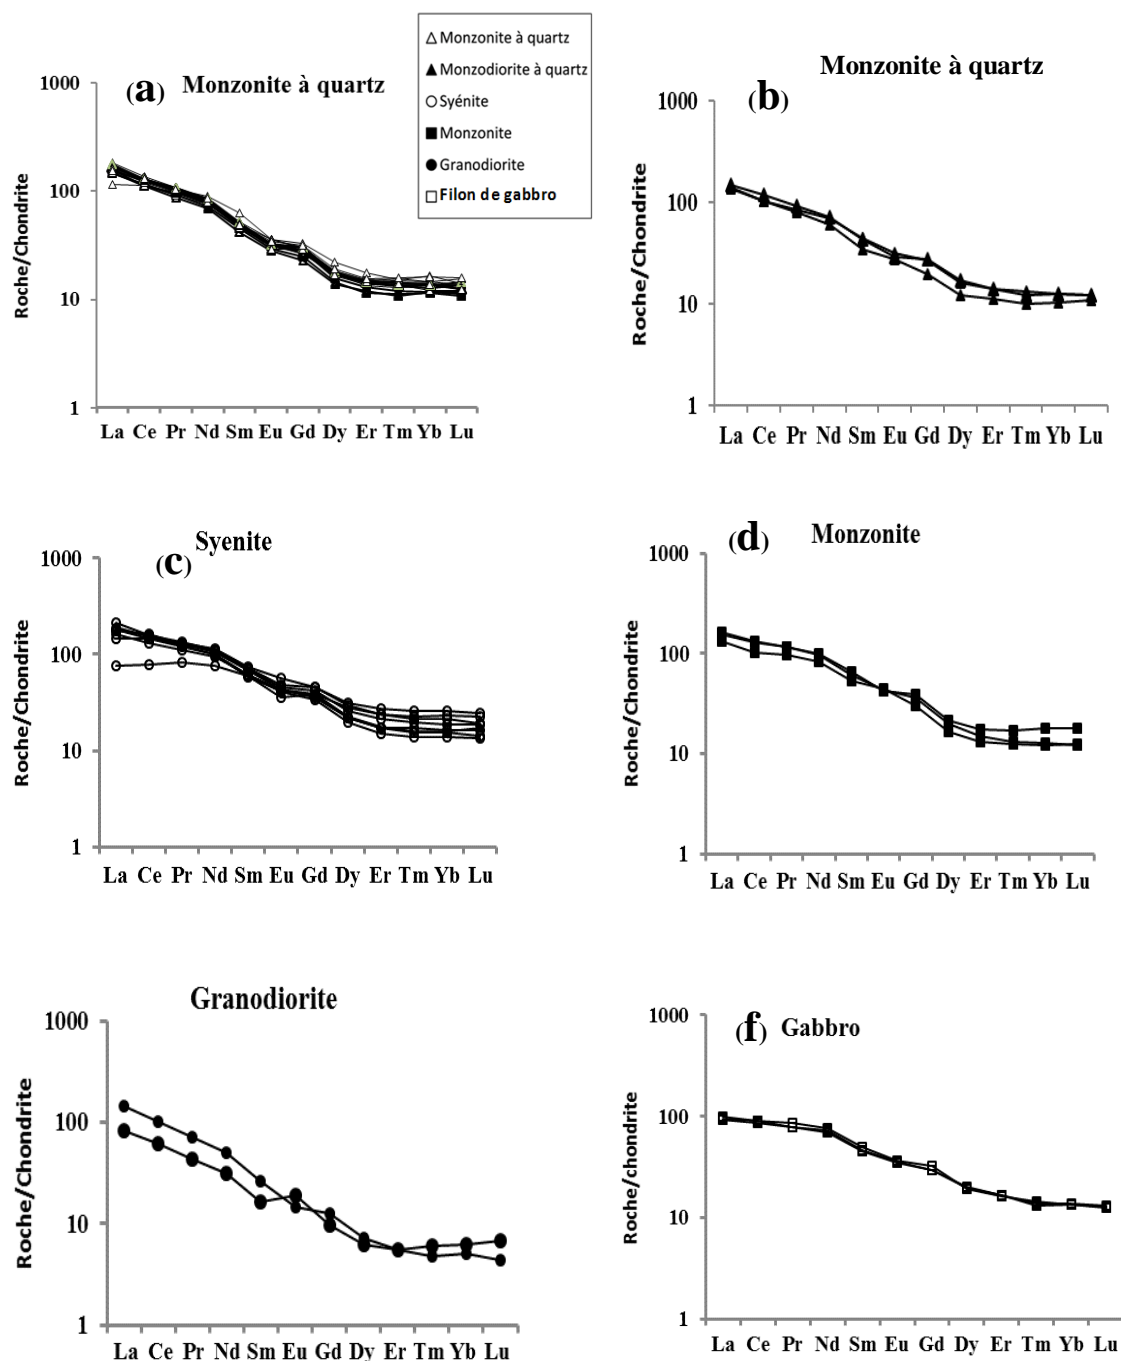 △ Monzonite à quartz
▲ Monzodiorite à quartz
○ Syénite
■ Monzonite
● Granodiorite
□ Filon de gabbro
(a) Monzonite à quartz
Roche/Chondrite
1000
100
10
1
La Ce Pr Nd Sm Eu Gd Dy Er Tm Yb Lu
(b) Monzonite à quartz
Roche/Chondrite
1000
100
10
1
La Ce Pr Nd Sm Eu Gd Dy Er Tm Yb Lu
(c) Syenite
Roche/Chondrite
1000
100
10
1
La Ce Pr Nd Sm Eu Gd Dy Er Tm Yb Lu
(d) Monzonite
Roche/Chondrite
1000
100
10
1
La Ce Pr Nd Sm Eu Gd Dy Er Tm Yb Lu
Granodiorite
Roche/Chondrite
1000
100
10
1
La Ce Pr Nd Sm Eu Gd Dy Er Tm Yb Lu
(f) Gabbro
Roche/chondrite
1000
100
10
1
La Ce Pr Nd Sm Eu Gd Dy Er Tm Yb Lu